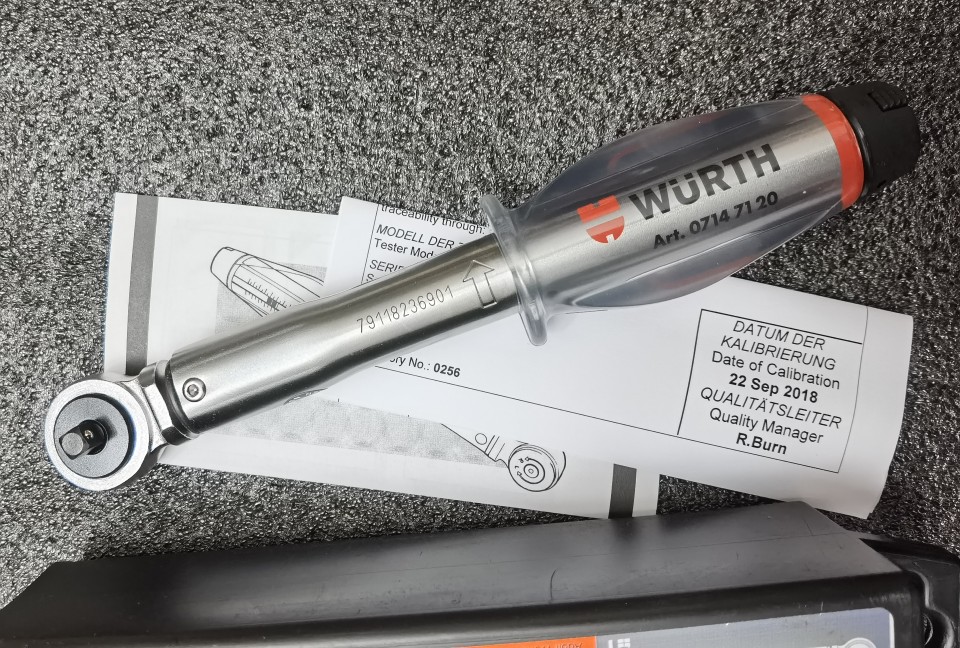 WÜRTH
Art. 0714 71 20
79118236901
traceability through:
MODELL DER
Tester Mod
SERIE
No.: 0256
DATUM DER
KALIBRIERUNG
Date of Calibration
22 Sep 2018
QUALITÄTSLEITER
Quality Manager
R.Burn